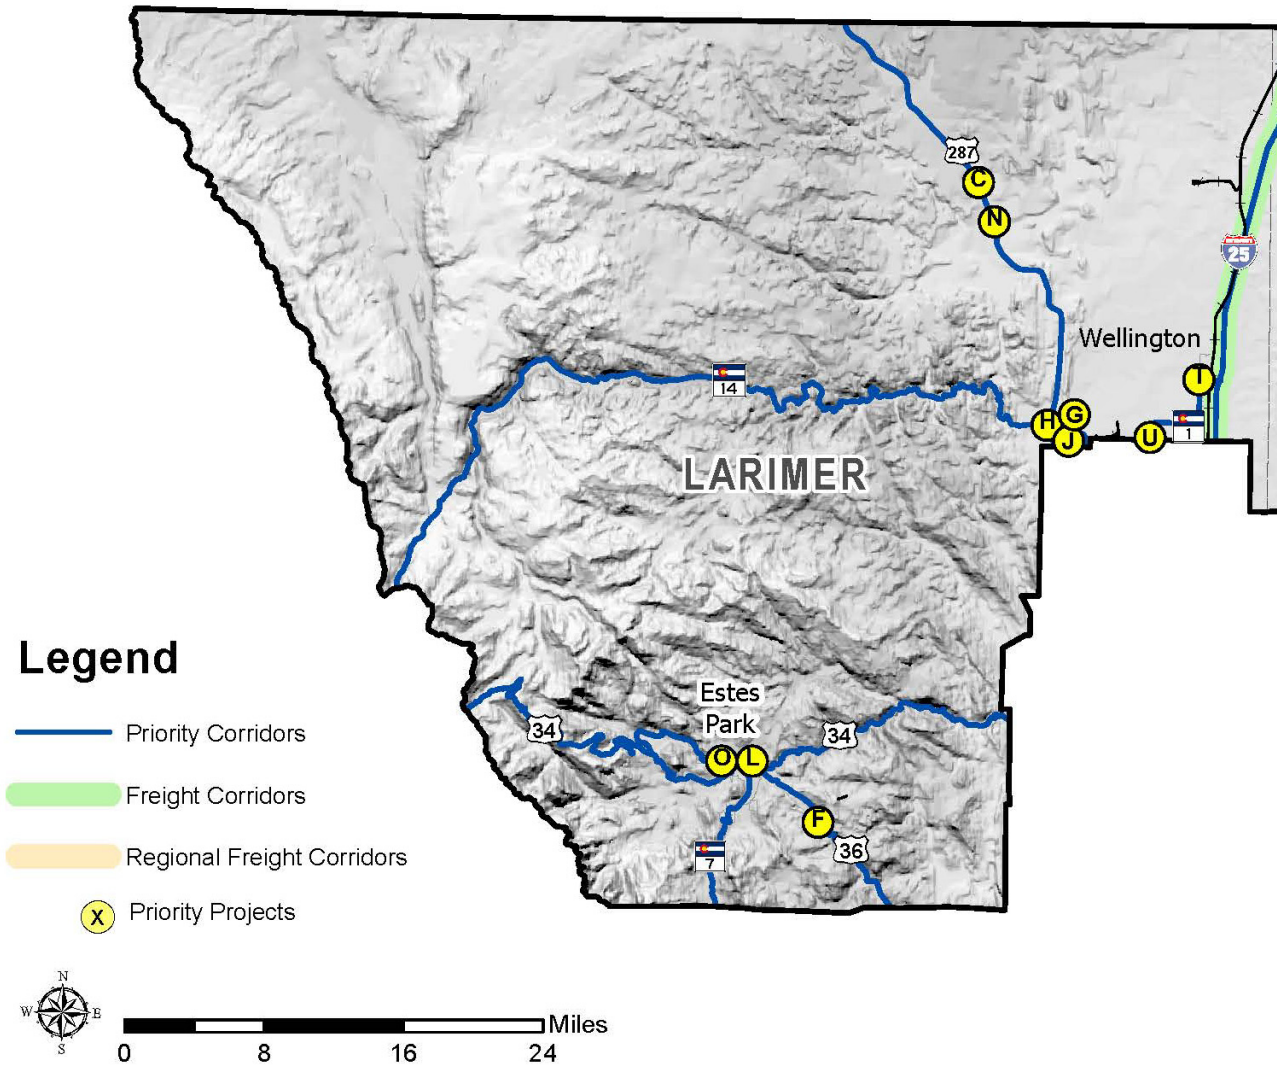 287
C
N
25
Wellington
T
14
G
H
J
U
1
LARIMER
Legend
Priority Corridors
Freight Corridors
Regional Freight Corridors
X Priority Projects
Estes
Park
34
34
O L
F
36
7
N
W E
S
Miles
0 8 16 24